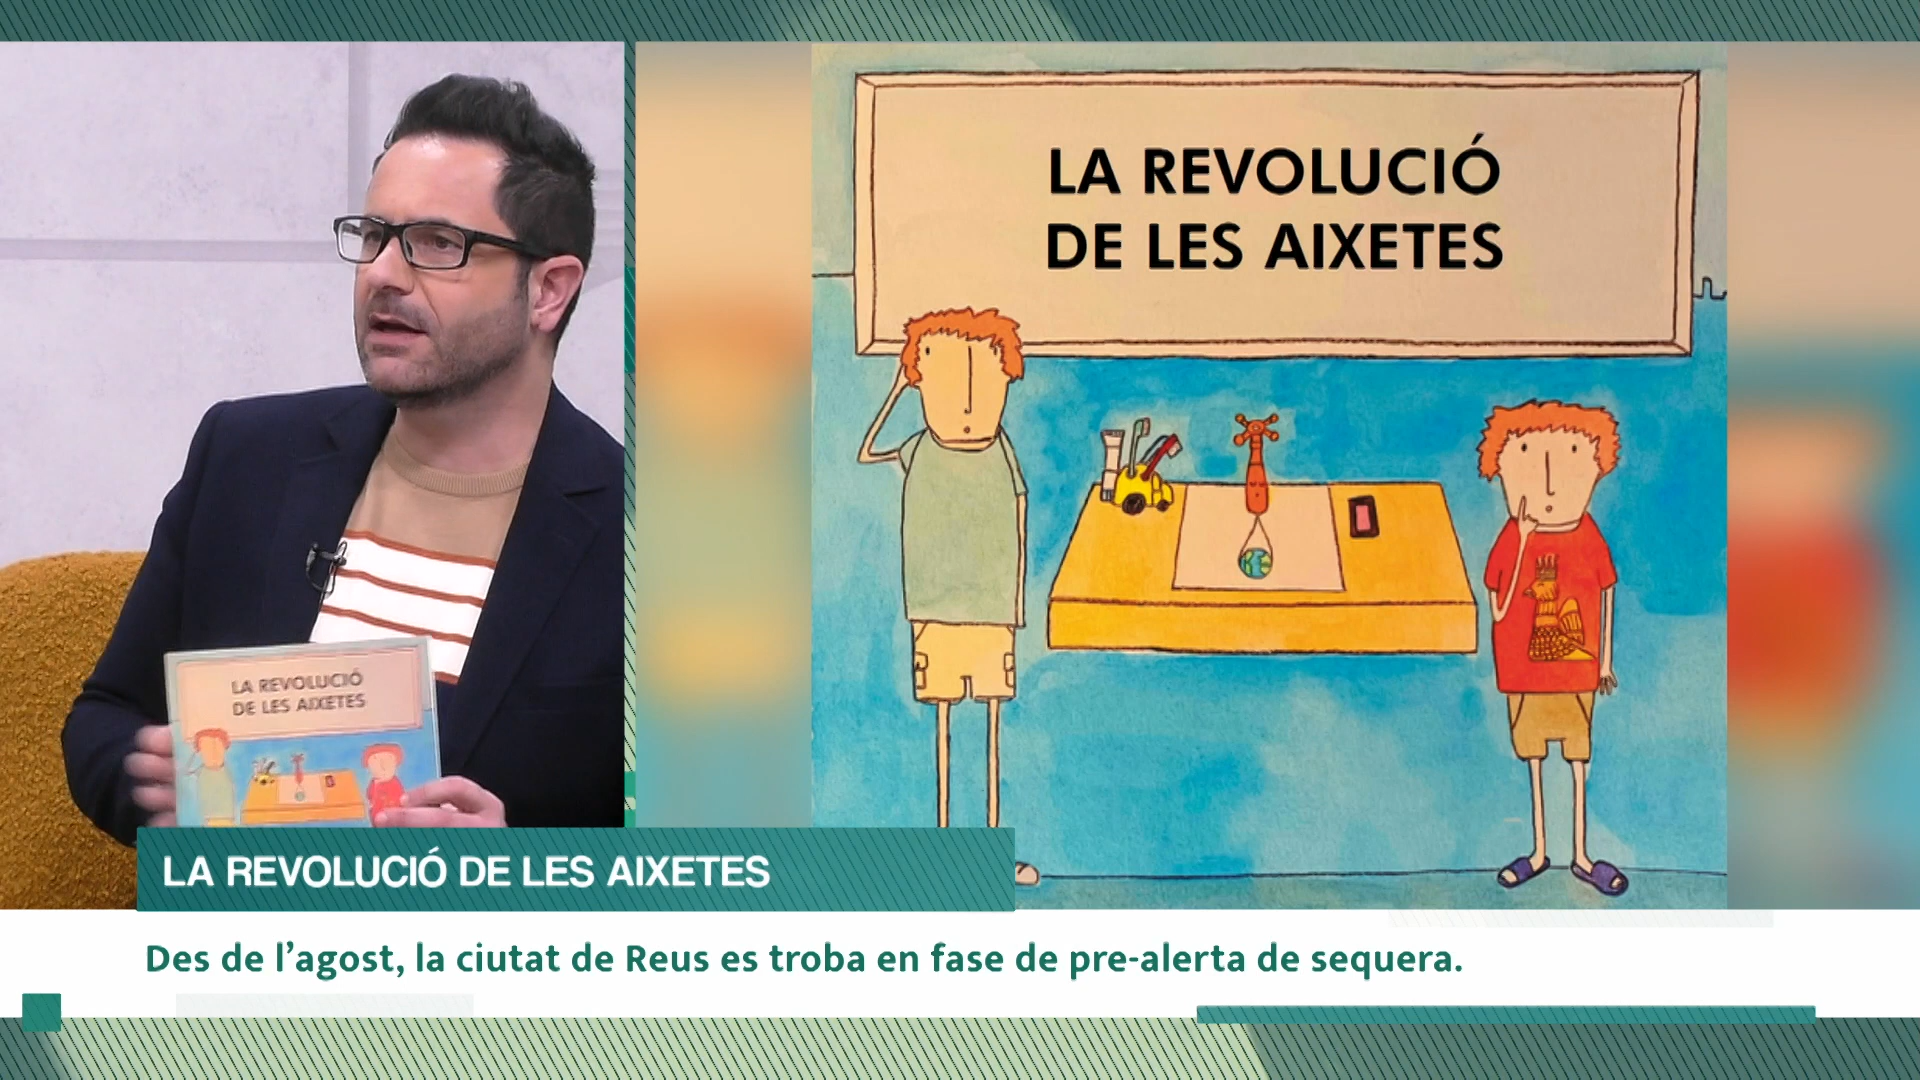 LA REVOLUCIÓ
DE LES AIXETES
LA REVOLUCIÓ
DE LES AIXETES
LA REVOLUCIÓ DE LES AIXETES
Des de l’agost, la ciutat de Reus es troba en fase de pre-alerta de sequera.